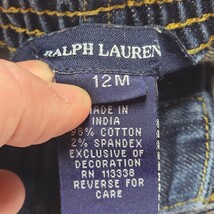 RALPH LAUREN
12M
MADE IN
INDIA
98% COTTON
2% SPANDEX
EXCLUSIVE OF
DECORATION
RN 113338
REVERSE FOR
CARE